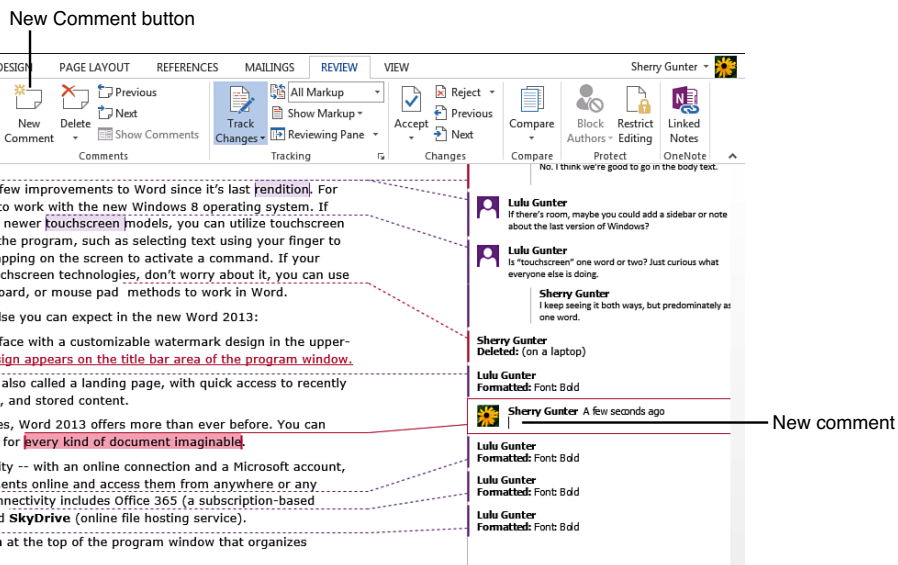 New Comment button
DESIGN PAGE LAYOUT REFERENCES MAILINGS REVIEW VIEW Sherry Gunter
New Comment
Delete
Previous
Next
Show Comments
Comments
Track Changes
All Markup
Show Markup
Reviewing Pane
Tracking
Accept
Reject
Previous
Next
Changes
Compare
Compare
Block Authors
Restrict Editing
Protect
Linked Notes
OneNote
few improvements to Word since it's last rendition. For
to work with the new Windows 8 operating system. If
newer touchscreen models, you can utilize touchscreen
the program, such as selecting text using your finger to
apping on the screen to activate a command. If your
chscreen technologies, don't worry about it, you can use
oard, or mouse pad methods to work in Word.
lse you can expect in the new Word 2013:
face with a customizable watermark design in the upper-
sign appears on the title bar area of the program window.
also called a landing page, with quick access to recently
, and stored content.
es, Word 2013 offers more than ever before. You can
for every kind of document imaginable.
ity -- with an online connection and a Microsoft account,
ents online and access them from anywhere or any
nnectivity includes Office 365 (a subscription-based
d SkyDrive (online file hosting service).
n at the top of the program window that organizes
No. I think we're good to go in the body text.
Lulu Gunter
If there's room, maybe you could add a sidebar or note
about the last version of Windows?
Lulu Gunter
Is "touchscreen" one word or two? Just curious what
everyone else is doing.
Sherry Gunter
I keep seeing it both ways, but predominately as
one word.
Sherry Gunter
Deleted: (on a laptop)
Lulu Gunter
Formatted: Font: Bold
Sherry Gunter A few seconds ago
New comment
Lulu Gunter
Formatted: Font: Bold
Lulu Gunter
Formatted: Font: Bold
Lulu Gunter
Formatted: Font: Bold